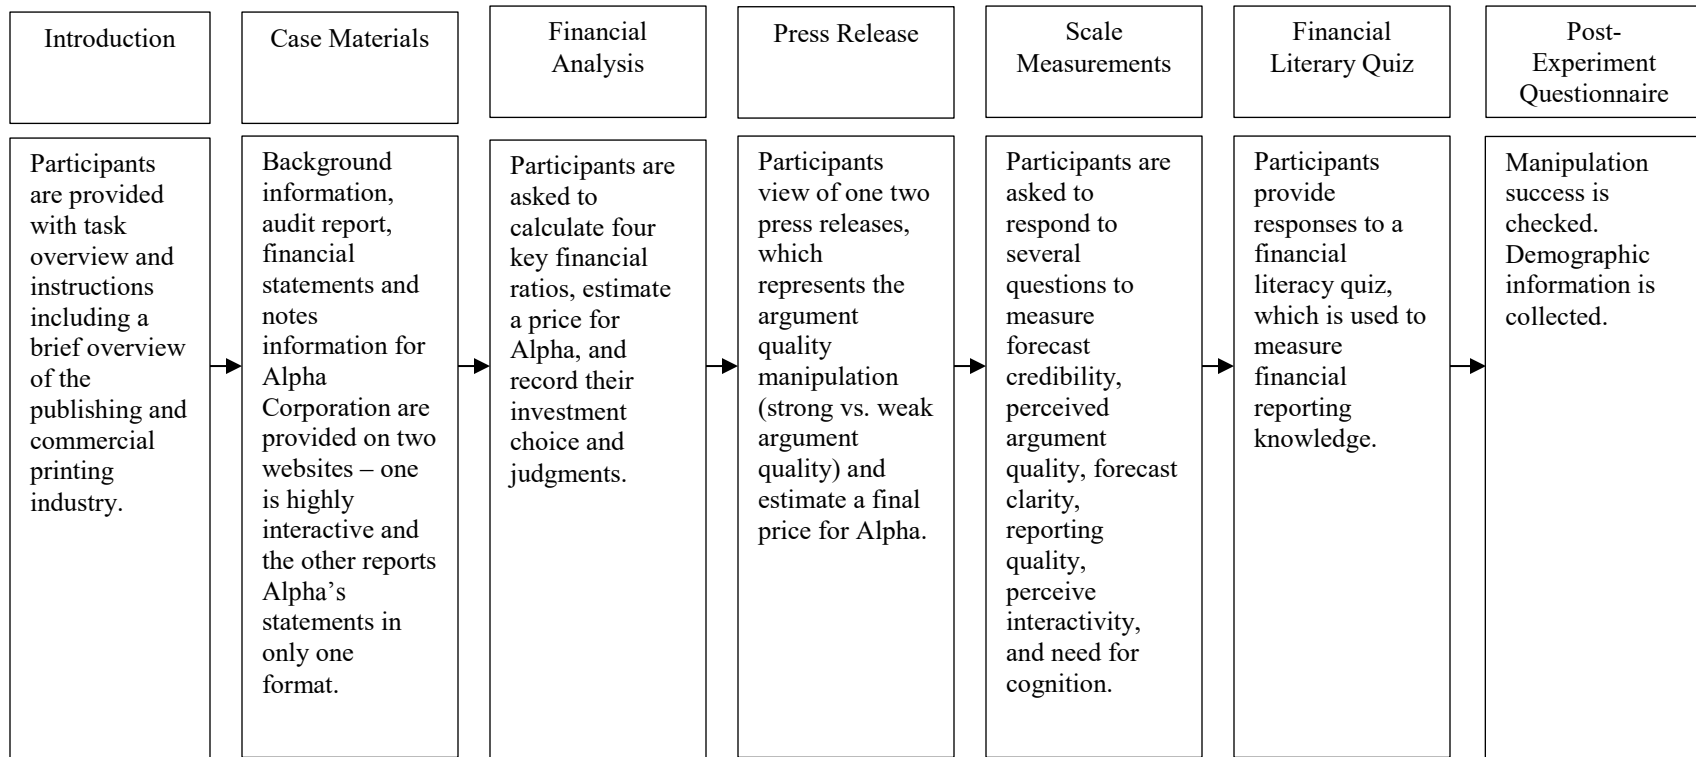 Introduction
Case Materials
Financial
Analysis
Press Release
Scale
Measurements
Financial
Literary Quiz
Post-
Experiment
Questionnaire
Participants
are provided
with task
overview and
instructions
including a
brief overview
of the
publishing and
commercial
printing
industry.
Background
information,
audit report,
financial
statements and
notes
information for
Alpha
Corporation are
provided on two
websites – one
is highly
interactive and
the other reports
Alpha’s
statements in
only one
format.
Participants are
asked to
calculate four
key financial
ratios, estimate
a price for
Alpha, and
record their
investment
choice and
judgments.
Participants
view of one two
press releases,
which
represents the
argument
quality
manipulation
(strong vs. weak
argument
quality) and
estimate a final
price for Alpha.
Participants are
asked to
respond to
several
questions to
measure
forecast
credibility,
perceived
argument
quality, forecast
clarity,
reporting
quality,
perceive
interactivity,
and need for
cognition.
Participants
provide
responses to a
financial
literacy quiz,
which is used to
measure
financial
reporting
knowledge.
Manipulation
success is
checked.
Demographic
information is
collected.